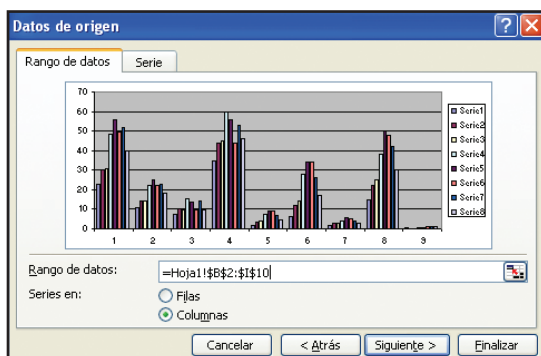 Datos de origen
Rango de datos Serie
70
60
50
40
30
20
10
0
1 2 3 4 5 6 7 8 9
Serie1
Serie2
Serie3
Serie4
Serie5
Serie6
Serie7
Serie8
Rango de datos: =Hoja1!$B$2:$I$10
Series en: Filas
Columnas
Cancelar < Atrás Siguiente > Finalizar